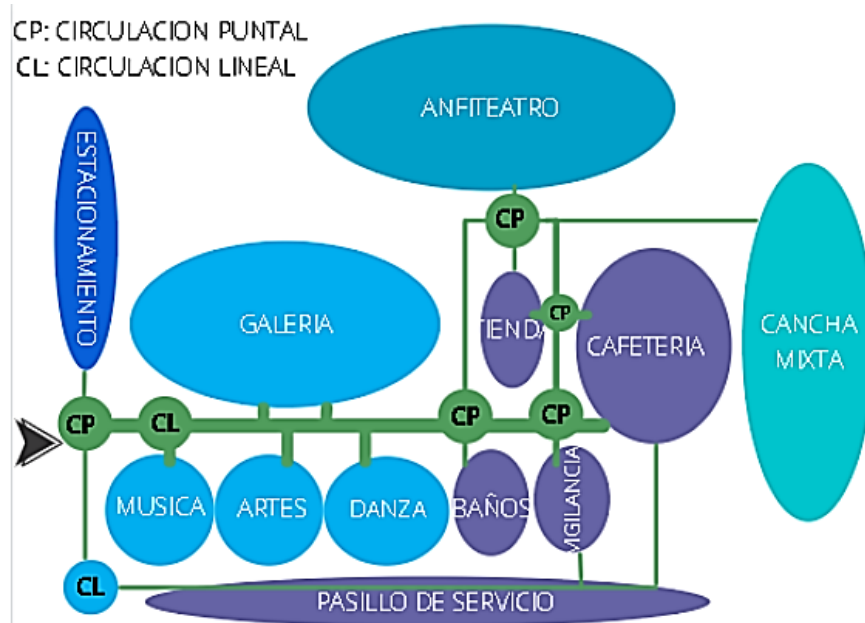 CP: CIRCULACION PUNTAL
CL: CIRCULACION LINEAL
ANFITEATRO
ESTACIONAMIENTO
CP
GALERIA
TIENDA
CP
CAFETERIA
CANCHA
MIXTA
CP
CL
CP
CP
MUSICA
ARTES
DANZA
BAÑOS
VIGILANCIA
CL
PASILLO DE SERVICIO